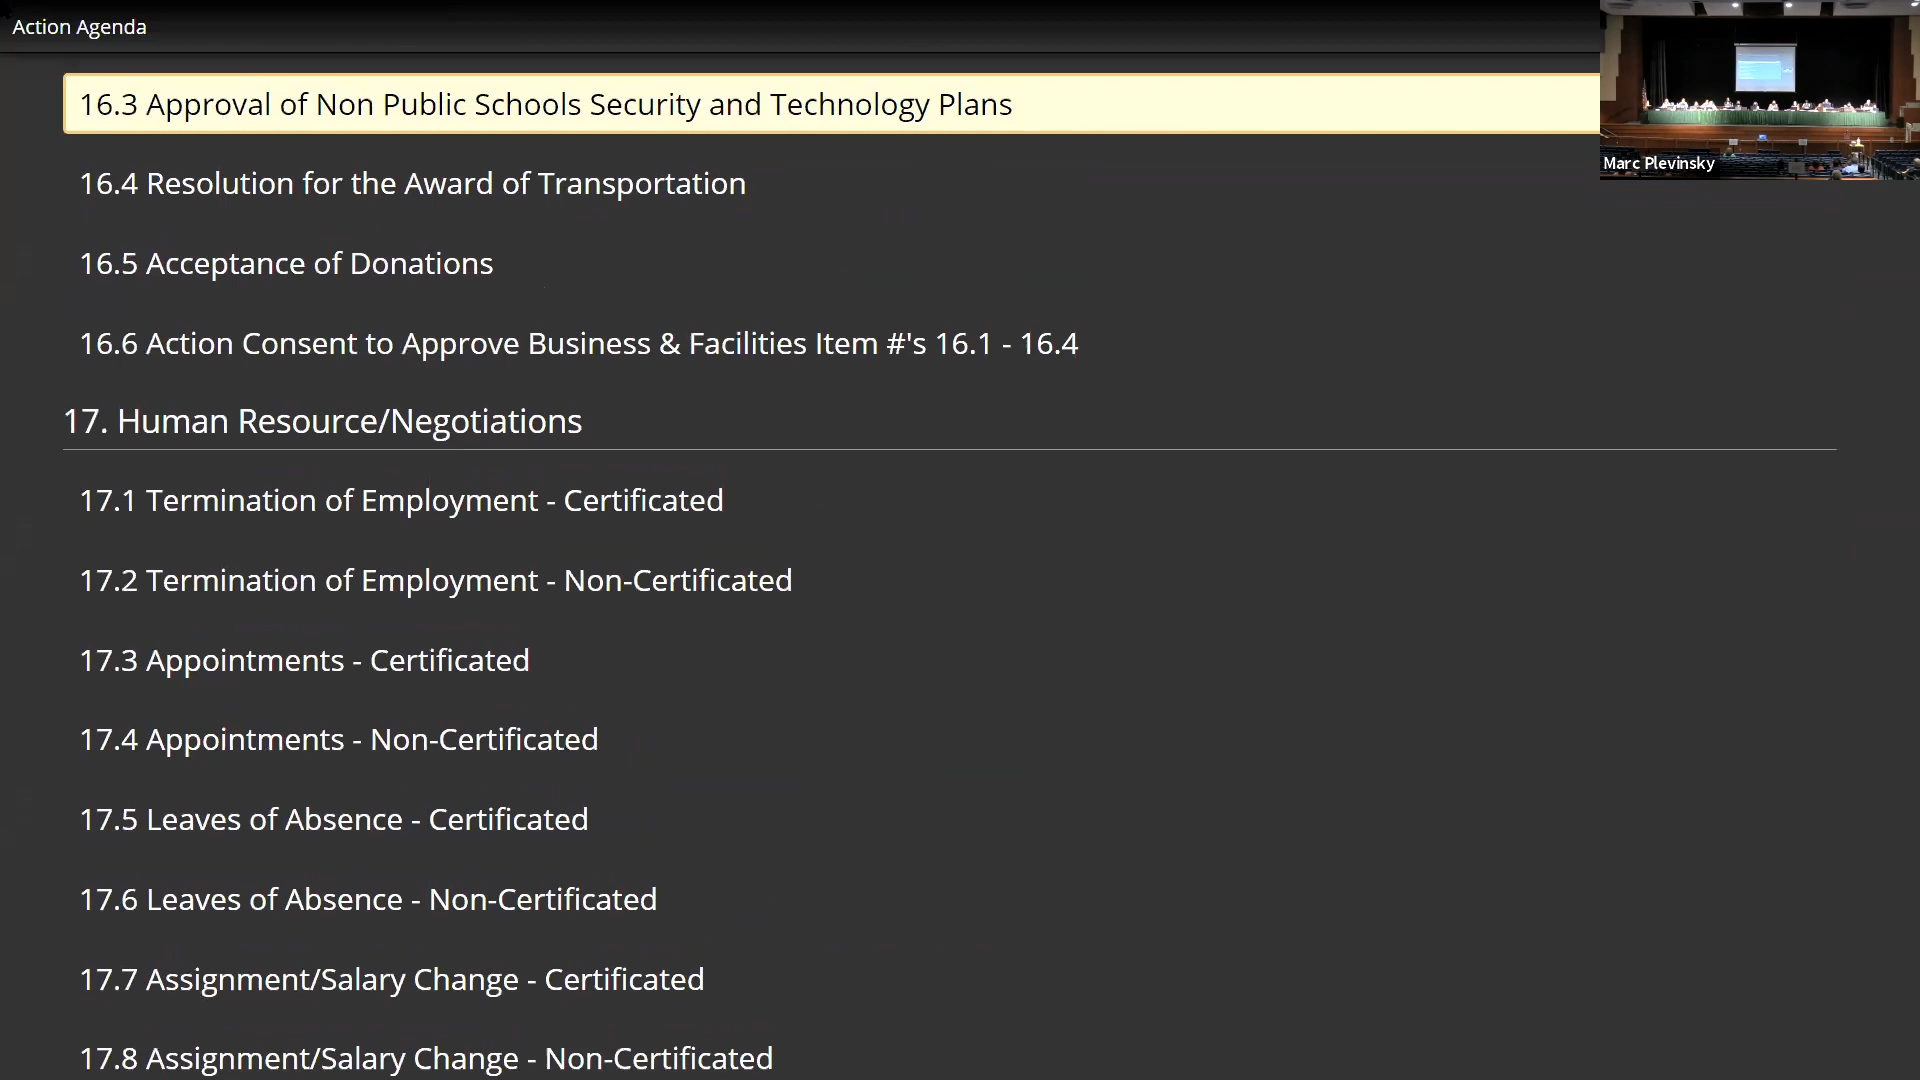 Action Agenda
16.3 Approval of Non Public Schools Security and Technology Plans
Marc Plevinsky
16.4 Resolution for the Award of Transportation
16.5 Acceptance of Donations
16.6 Action Consent to Approve Business & Facilities Item #'s 16.1 - 16.4
17. Human Resource/Negotiations
17.1 Termination of Employment - Certificated
17.2 Termination of Employment - Non-Certificated
17.3 Appointments - Certificated
17.4 Appointments - Non-Certificated
17.5 Leaves of Absence - Certificated
17.6 Leaves of Absence - Non-Certificated
17.7 Assignment/Salary Change - Certificated
17.8 Assignment/Salary Change - Non-Certificated